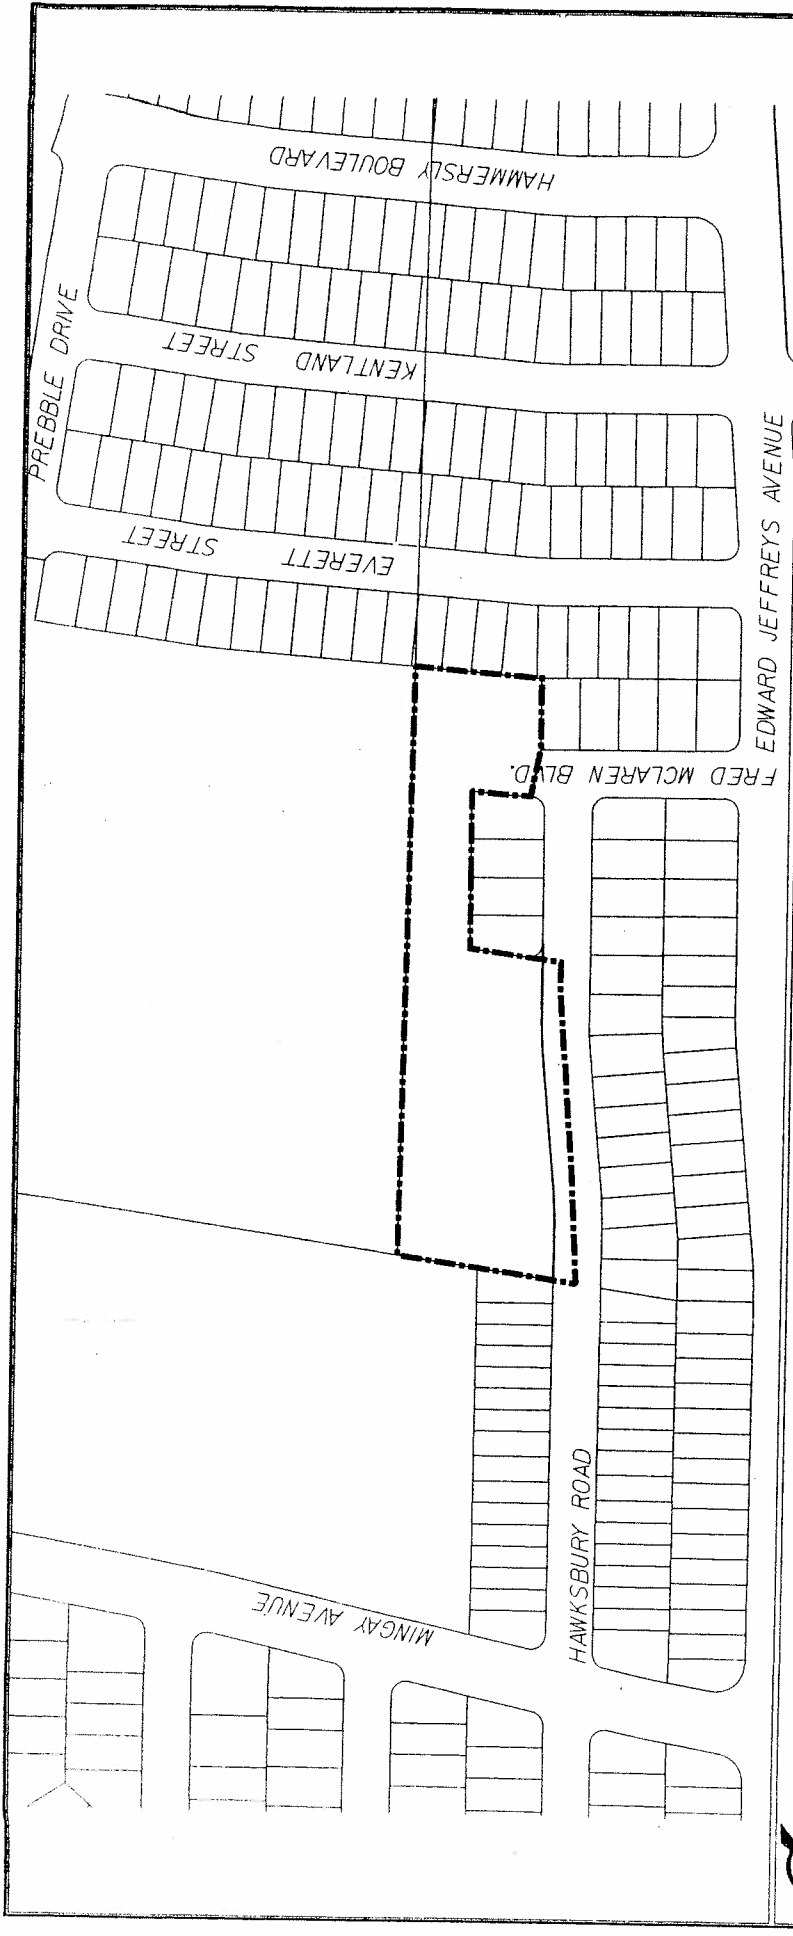 HAMMERSLY BOULEVARD
PREBBLE DRIVE
KENTLAND STREET
EVERETT STREET
EDWARD JEFFREYS AVENUE
FRED MCLAREN BLVD.
HAWKSBURY ROAD
MINGAY AVENUE